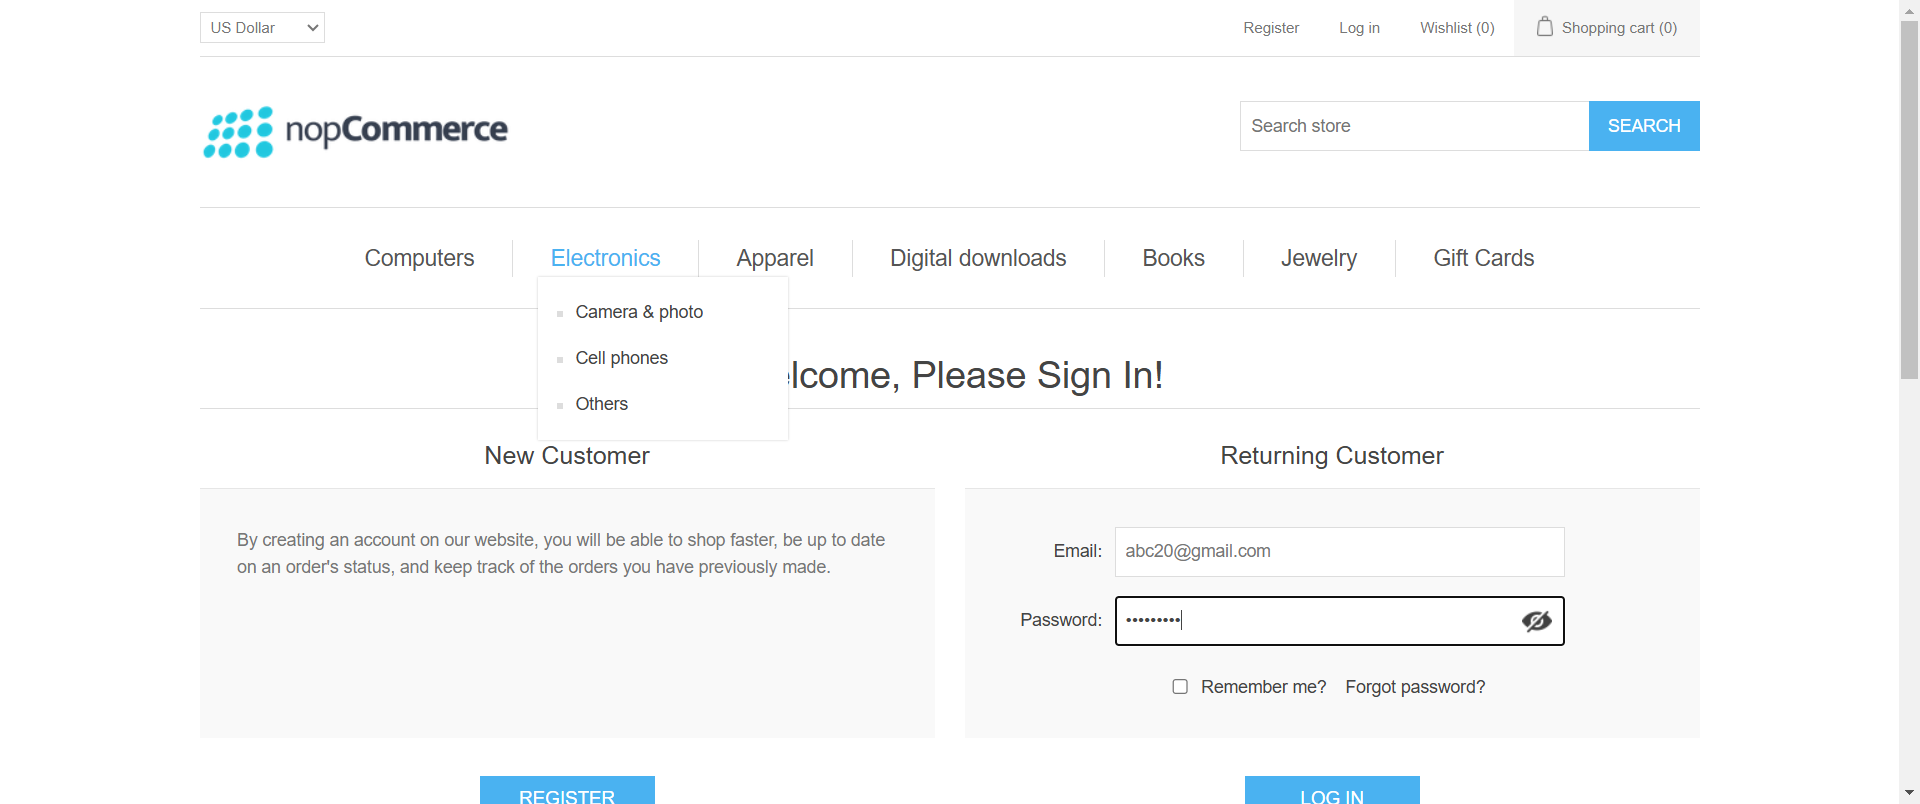 US Dollar
Register
Log in
Wishlist (0)
Shopping cart (0)
nopCommerce
Search store
SEARCH
Computers
Electronics
Apparel
Digital downloads
Books
Jewelry
Gift Cards
Camera & photo
Cell phones
Others
elcome, Please Sign In!
New Customer
Returning Customer
By creating an account on our website, you will be able to shop faster, be up to date
on an order's status, and keep track of the orders you have previously made.
Email:
abc20@gmail.com
Password:
•••••••••
Remember me?
Forgot password?
REGISTER
LOG IN